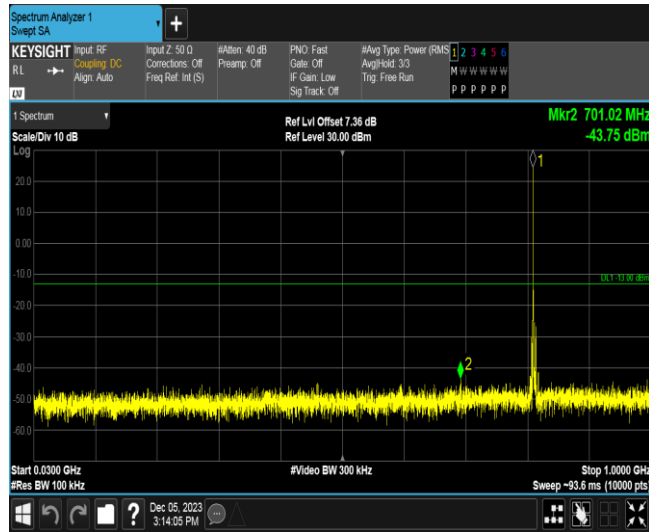 Spectrum Analyzer 1
Swept SA
+
KEYSIGHT
RL
LXI
Input: RF
Coupling: DC
Align: Auto
Input Z: 50 Ω
Corrections: Off
Freq Ref: Int (S)
#Atten: 40 dB
Preamp: Off
PNO: Fast
Gate: Off
IF Gain: Low
Sig Track: Off
#Avg Type: Power (RMS
Avg|Hold: 3/3
Trig: Free Run
1 2 3 4 5 6
M W W W W W
P P P P P P
1 Spectrum
Scale/Div 10 dB
Log
Ref Lvl Offset 7.36 dB
Ref Level 30.00 dBm
Mkr2 701.02 MHz
-43.75 dBm
1
20.0
10.0
0.00
-10.0
DL1 -13.00 dBm
-20.0
-30.0
-40.0
2
-50.0
-60.0
Start 0.0300 GHz
#Video BW 300 kHz
Stop 1.0000 GHz
#Res BW 100 kHz
Sweep ~93.6 ms (10000 pts)
?
Dec 05, 2023
3:14:05 PM